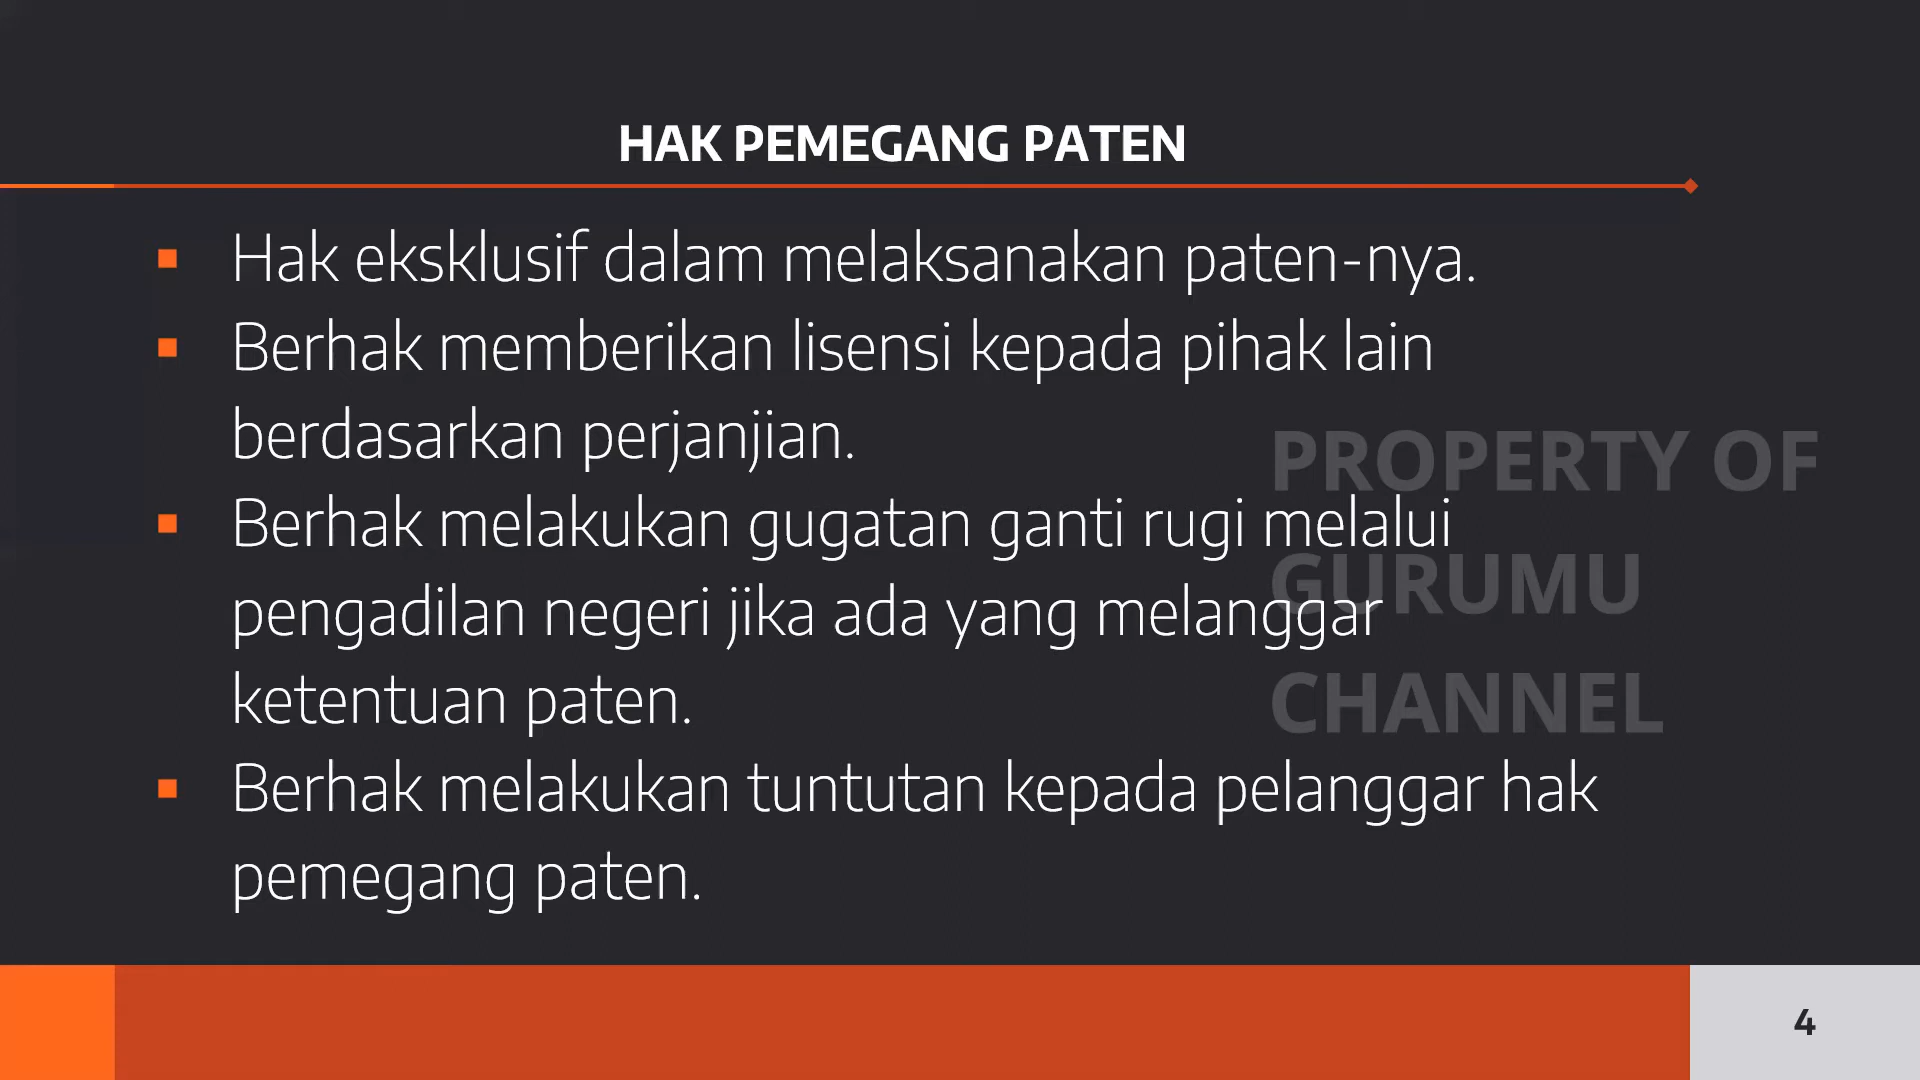 HAK PEMEGANG PATEN
▪ Hak eksklusif dalam melaksanakan paten-nya.
▪ Berhak memberikan lisensi kepada pihak lain
berdasarkan perjanjian.
▪ Berhak melakukan gugatan ganti rugi melalui
pengadilan negeri jika ada yang melanggar
ketentuan paten.
▪ Berhak melakukan tuntutan kepada pelanggar hak
pemegang paten.
PROPERTY OF
GURUMU
CHANNEL
4